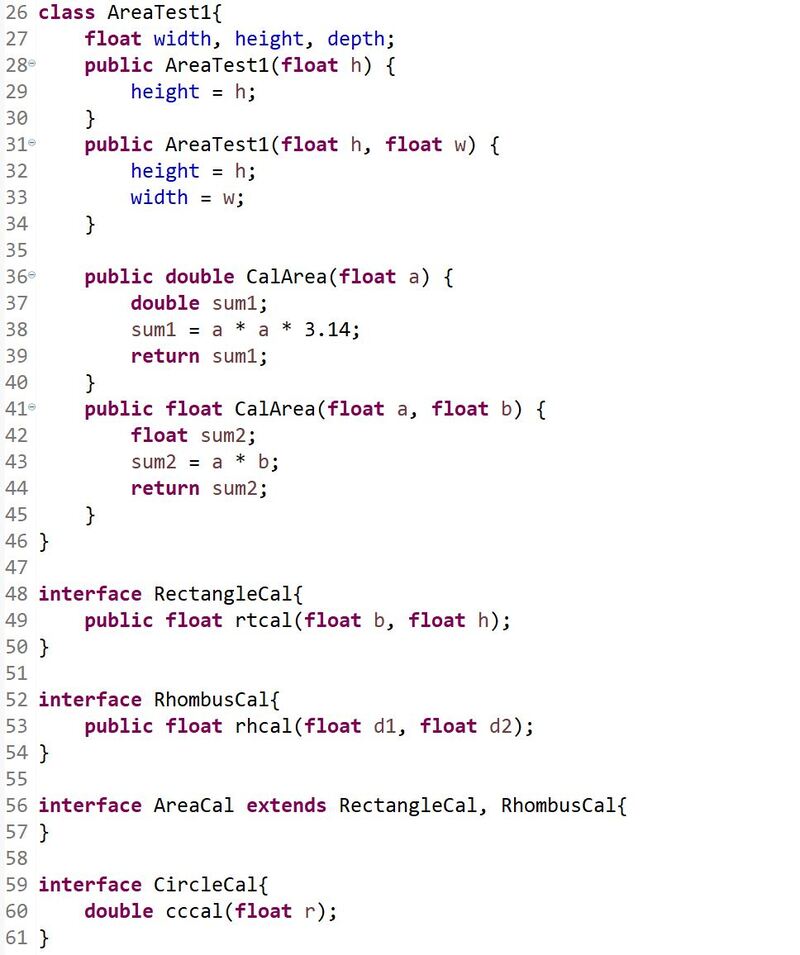 26 class AreaTest1{
27     float width, height, depth;
28     public AreaTest1(float h) {
29         height = h;
30     }
31     public AreaTest1(float h, float w) {
32         height = h;
33         width = w;
34     }
35
36     public double CalArea(float a) {
37         double sum1;
38         sum1 = a * a * 3.14;
39         return sum1;
40     }
41     public float CalArea(float a, float b) {
42         float sum2;
43         sum2 = a * b;
44         return sum2;
45     }
46 }
47
48 interface RectangleCal{
49     public float rtcal(float b, float h);
50 }
51
52 interface RhombusCal{
53     public float rhcal(float d1, float d2);
54 }
55
56 interface AreaCal extends RectangleCal, RhombusCal{
57 }
58
59 interface CircleCal{
60     double cccal(float r);
61 }